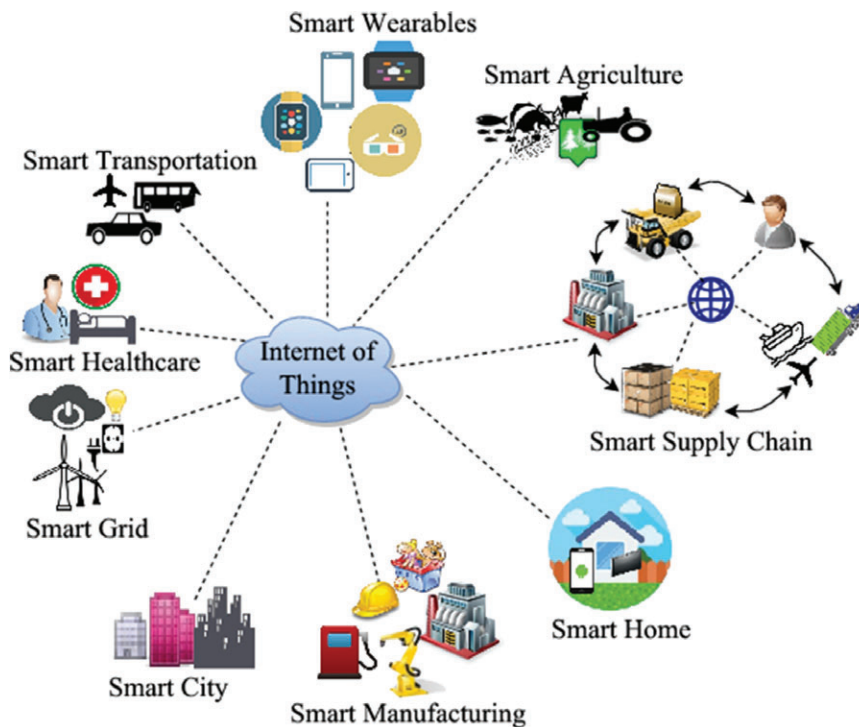 Smart Wearables
Smart Agriculture
Smart Transportation
Smart Healthcare
Internet of
Things
Smart Supply Chain
Smart Grid
Smart Home
Smart City
Smart Manufacturing